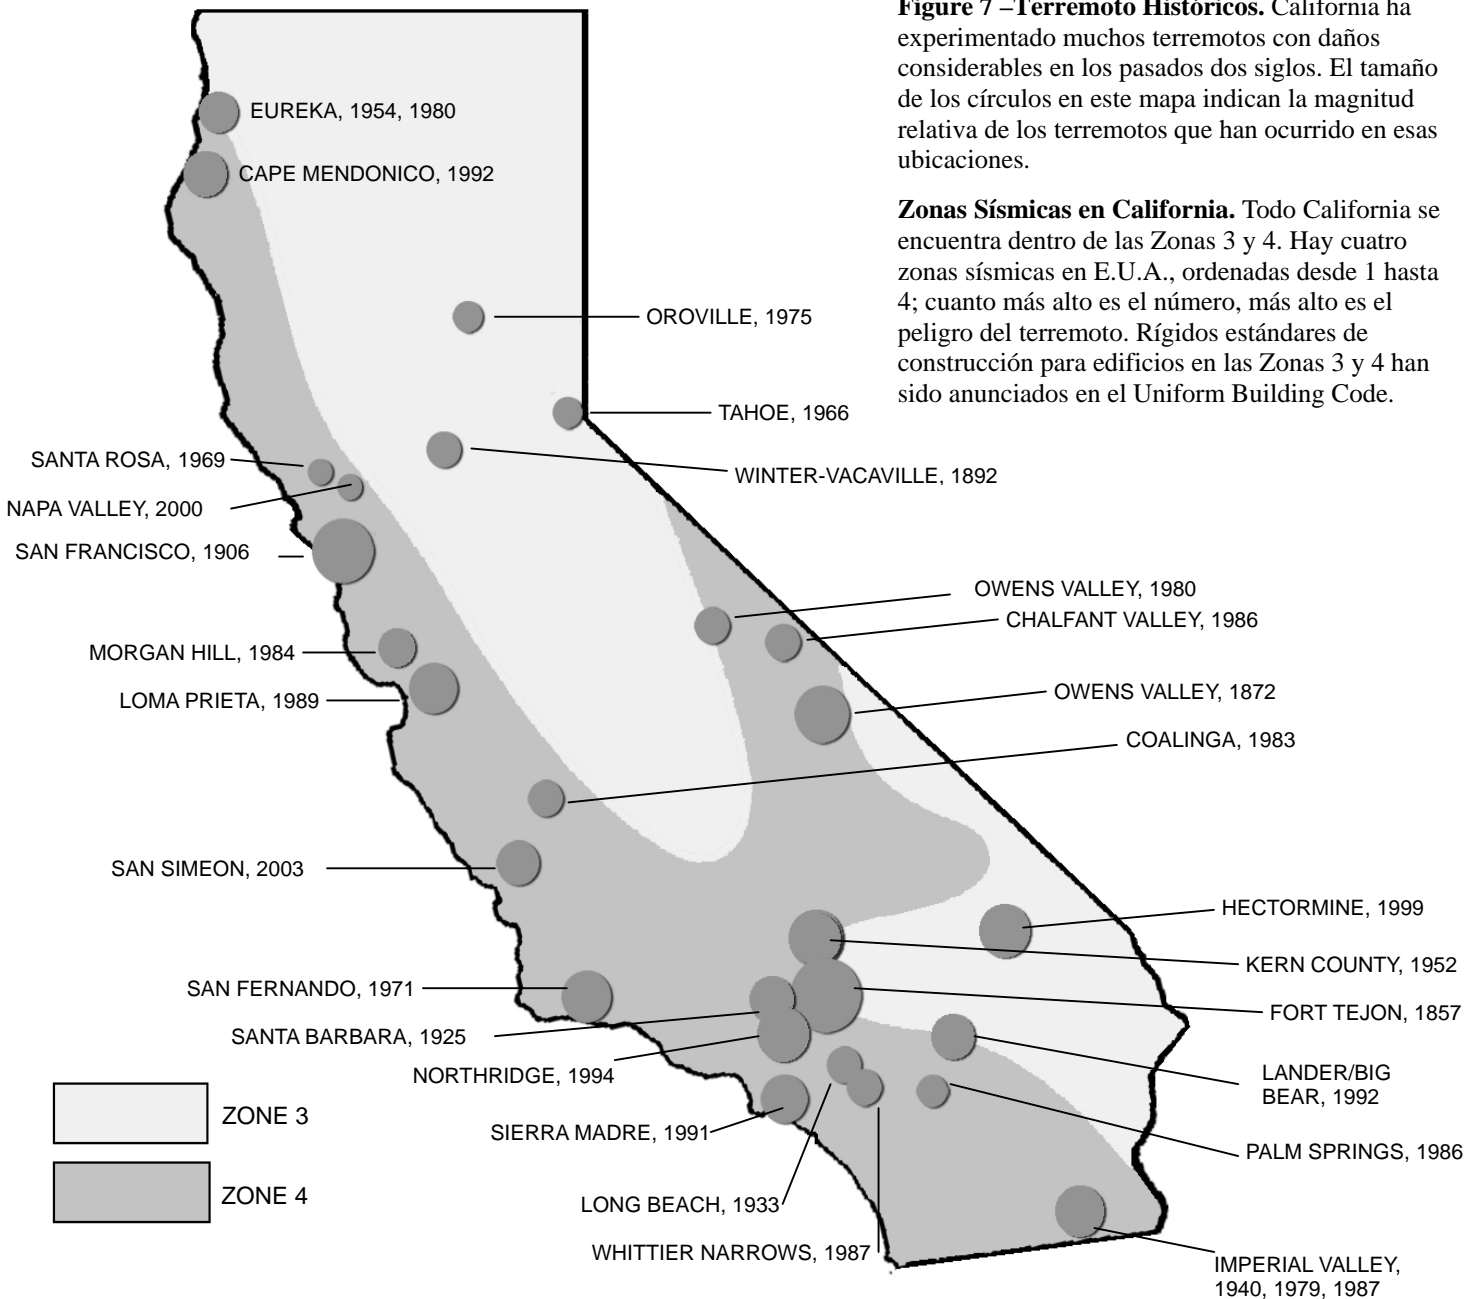 Figure 7 –Terremoto Históricos. California ha
experimentado muchos terremotos con daños
considerables en los pasados dos siglos. El tamaño
de los círculos en este mapa indican la magnitud
relativa de los terremotos que han ocurrido en esas
ubicaciones.
Zonas Sísmicas en California. Todo California se
encuentra dentro de las Zonas 3 y 4. Hay cuatro
zonas sísmicas en E.U.A., ordenadas desde 1 hasta
4; cuanto más alto es el número, más alto es el
peligro del terremoto. Rígidos estándares de
construcción para edificios en las Zonas 3 y 4 han
sido anunciados en el Uniform Building Code.
EUREKA, 1954, 1980
CAPE MENDONICO, 1992
OROVILLE, 1975
TAHOE, 1966
SANTA ROSA, 1969
WINTER-VACAVILLE, 1892
NAPA VALLEY, 2000
SAN FRANCISCO, 1906
OWENS VALLEY, 1980
CHALFANT VALLEY, 1986
MORGAN HILL, 1984
OWENS VALLEY, 1872
LOMA PRIETA, 1989
COALINGA, 1983
SAN SIMEON, 2003
HECTORMINE, 1999
KERN COUNTY, 1952
SAN FERNANDO, 1971
FORT TEJON, 1857
SANTA BARBARA, 1925
NORTHRIDGE, 1994
LANDER/BIG
BEAR, 1992
ZONE 3
SIERRA MADRE, 1991
PALM SPRINGS, 1986
ZONE 4
LONG BEACH, 1933
WHITTIER NARROWS, 1987
IMPERIAL VALLEY,
1940, 1979, 1987